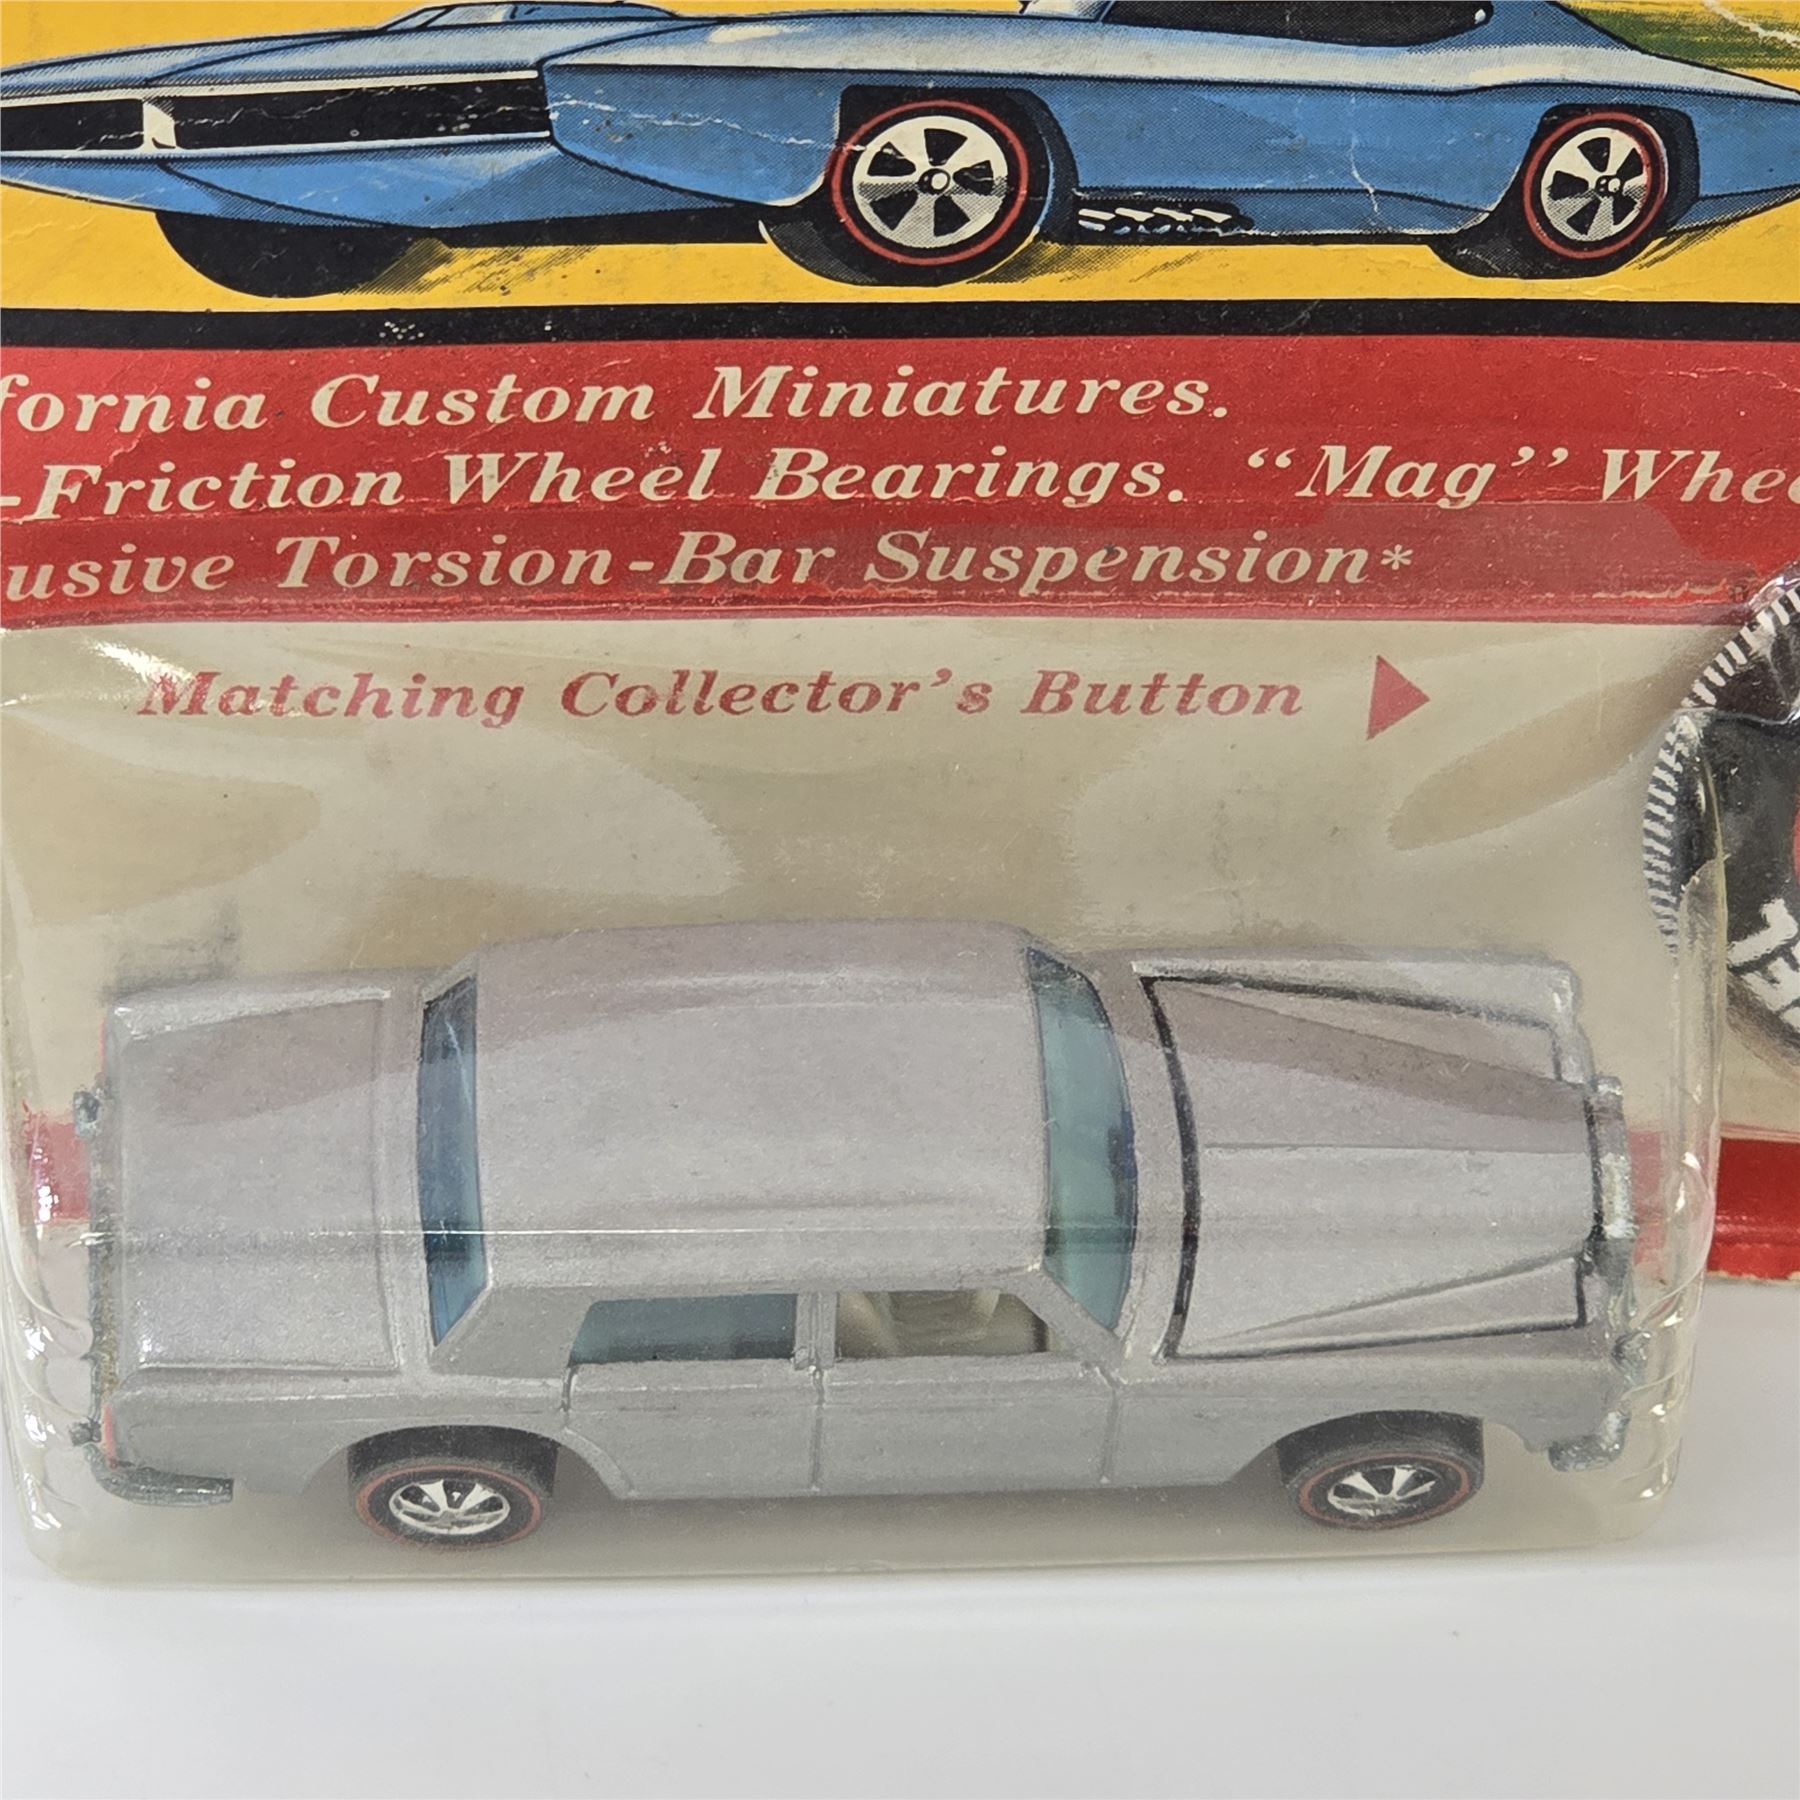 fornia Custom Miniatures.
-Friction Wheel Bearings. “Mag” Whee
usive Torsion-Bar Suspension*
Matching Collector’s Button